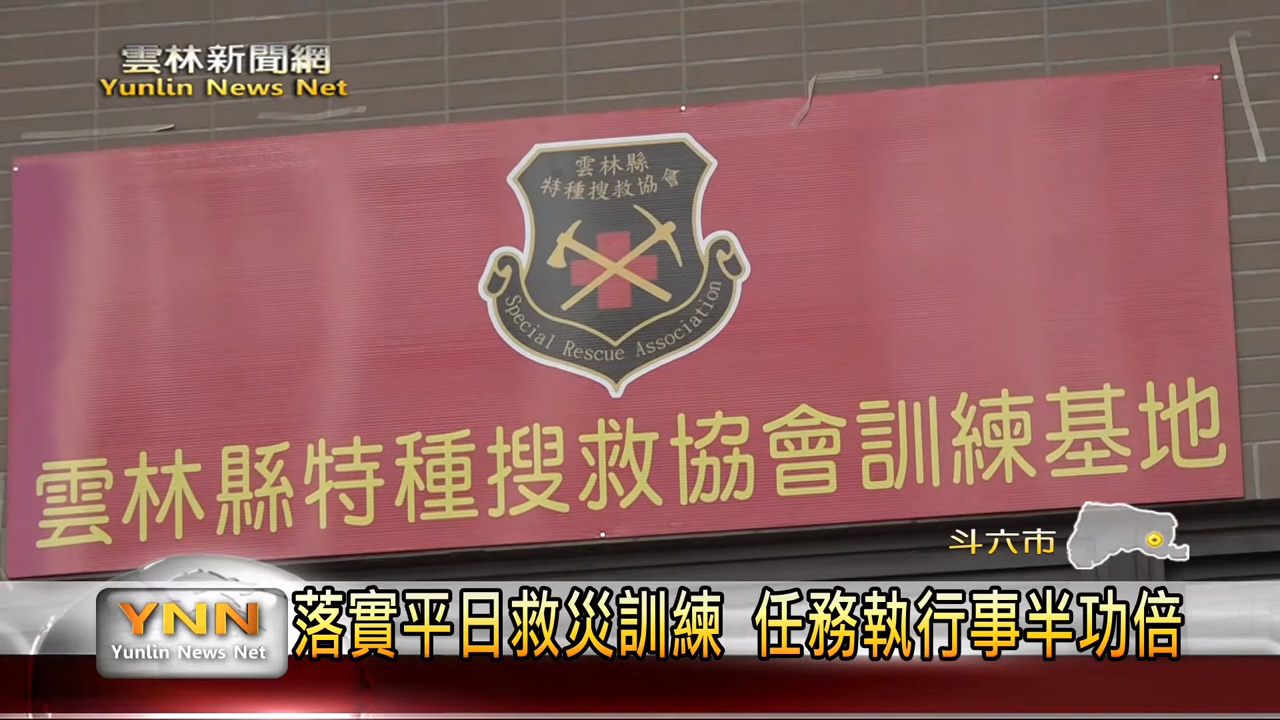 雲林新聞網
Yunlin News Net
雲林縣
特種搜救協會
Special Rescue Association
雲林縣特種搜救協會訓練基地
斗六市
YNN
Yunlin News Net
落實平日救災訓練 任務執行事半功倍